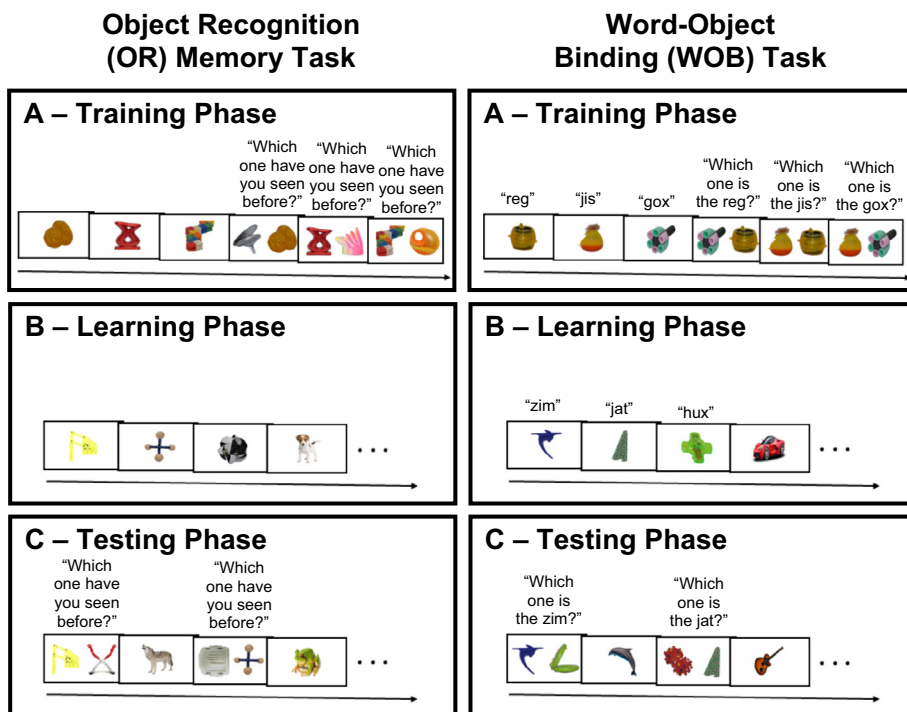 Object Recognition
(OR) Memory Task
Word-Object
Binding (WOB) Task
A – Training Phase
“Which
one have
you seen
before?”
“Which
one have
you seen
before?”
“Which
one have
you seen
before?”
A – Training Phase
“reg”
“jis”
“gox”
“Which
one is
the reg?”
“Which
one is
the jis?”
“Which
one is
the gox?”
B – Learning Phase
. . .
B – Learning Phase
“zim”
“jat”
“hux”
. . .
C – Testing Phase
“Which
one have
you seen
before?”
“Which
one have
you seen
before?”
. . .
C – Testing Phase
“Which
one is
the zim?”
“Which
one is
the jat?”
. . .